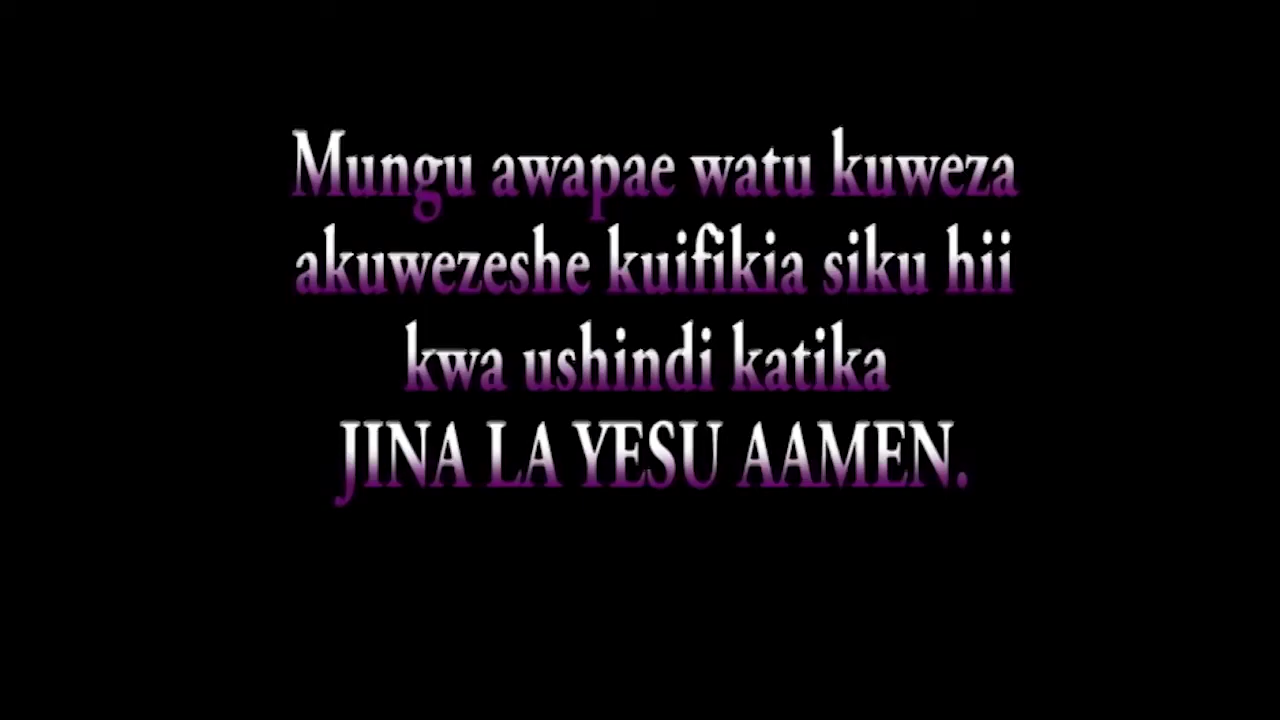 Mungu awapae watu kuweza
akuwezeshe kuifikia siku hii
kwa ushindi katika
JINA LA YESU AAMEN.